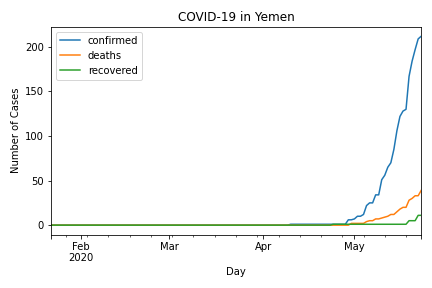 COVID-19 in Yemen
confirmed
deaths
recovered
200
150
100
50
0
Number of Cases
Feb
2020
Mar
Apr
May
Day